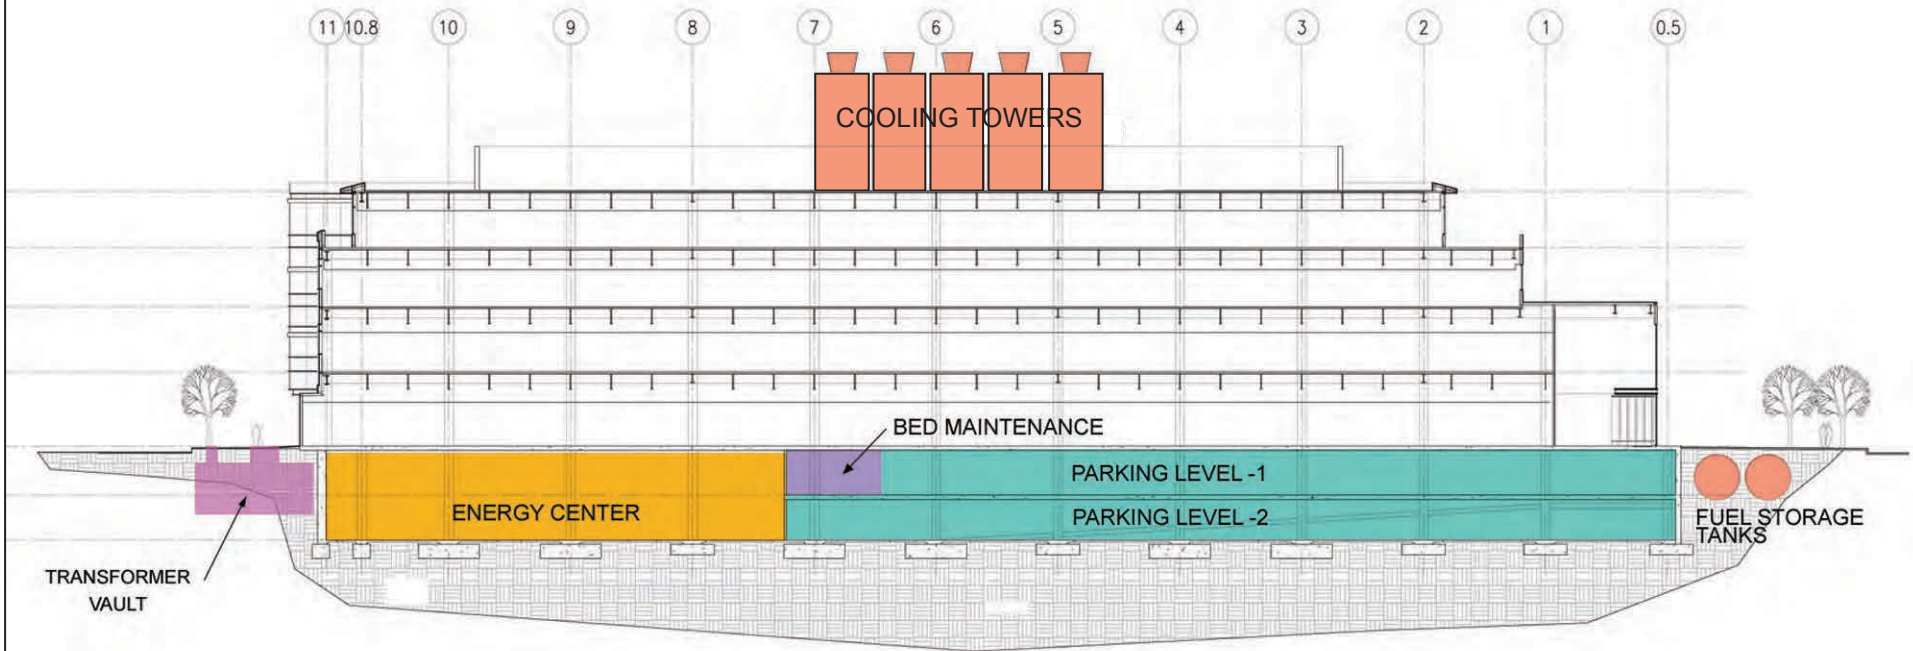 11 10.8 10 9 8 7 6 5 4 3 2 1 0.5
COOLING TOWERS
BED MAINTENANCE
PARKING LEVEL -1
ENERGY CENTER
PARKING LEVEL -2
FUEL STORAGE
TANKS
TRANSFORMER
VAULT